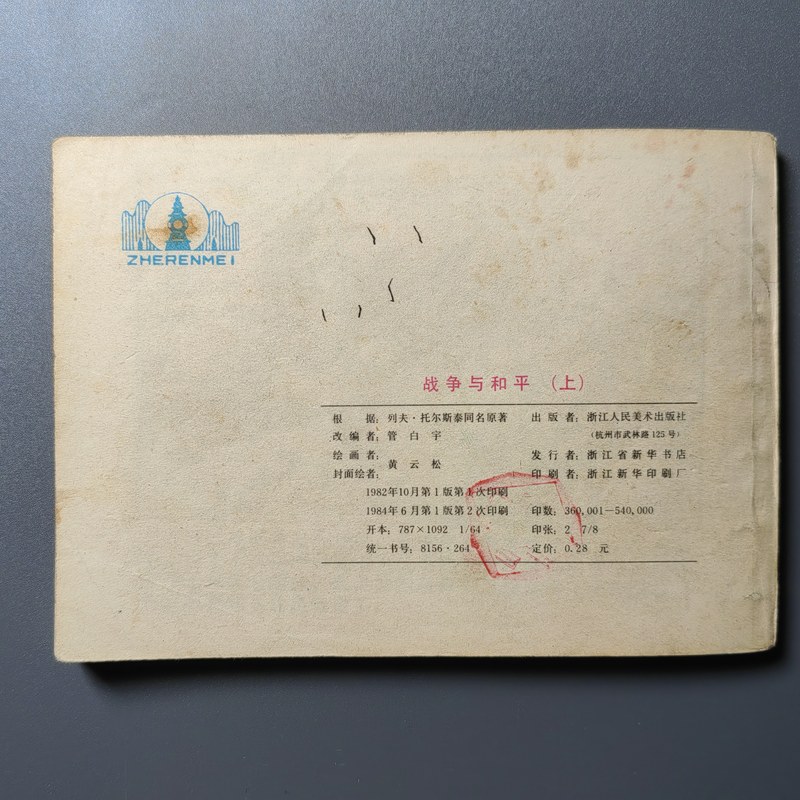 ZHERENMEI
战争与和平（上）
根据：列夫·托尔斯泰同名原著 出版者：浙江人民美术出版社
改编者：管白宇 （杭州市武林路125号）
绘画者： 发行者：浙江省新华书店
黄云松
封面绘者： 印刷者：浙江新华印刷厂
1982年10月第1版第1次印刷
1984年6月第1版第2次印刷 印数：360,001—540,000
开本：787×1092 1/64 印张：2 7/8
统一书号：8156·264 定价：0.28 元